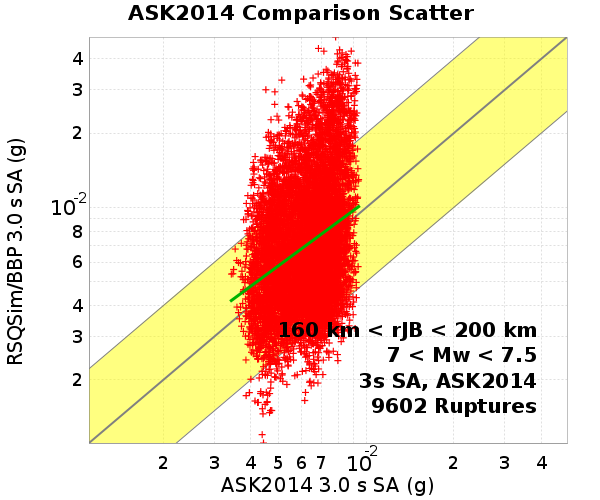 ASK2014 Comparison Scatter
RSQSim/BBP 3.0 s SA (g)
4
3
2
10-2
8
6
4
3
2
160 km < rJB < 200 km
7 < Mw < 7.5
3s SA, ASK2014
9602 Ruptures
2 3 4 5 6 7 10-2 2 3 4
ASK2014 3.0 s SA (g)